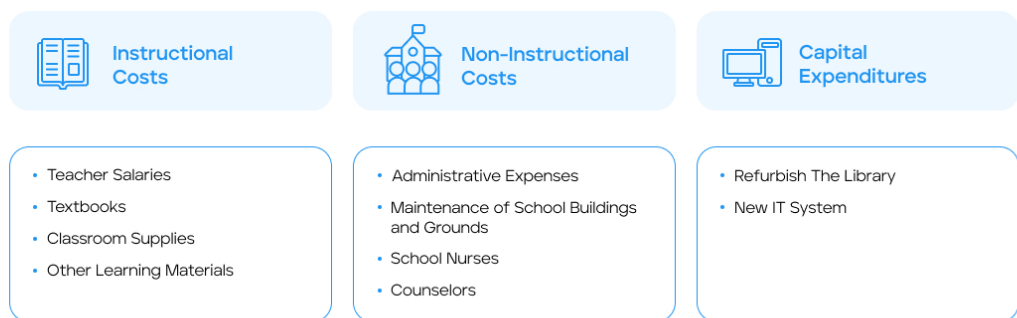 Instructional
Costs
Non-Instructional
Costs
Capital
Expenditures
Teacher Salaries
Textbooks
Classroom Supplies
Other Learning Materials
Administrative Expenses
Maintenance of School Buildings
and Grounds
School Nurses
Counselors
Refurbish The Library
New IT System